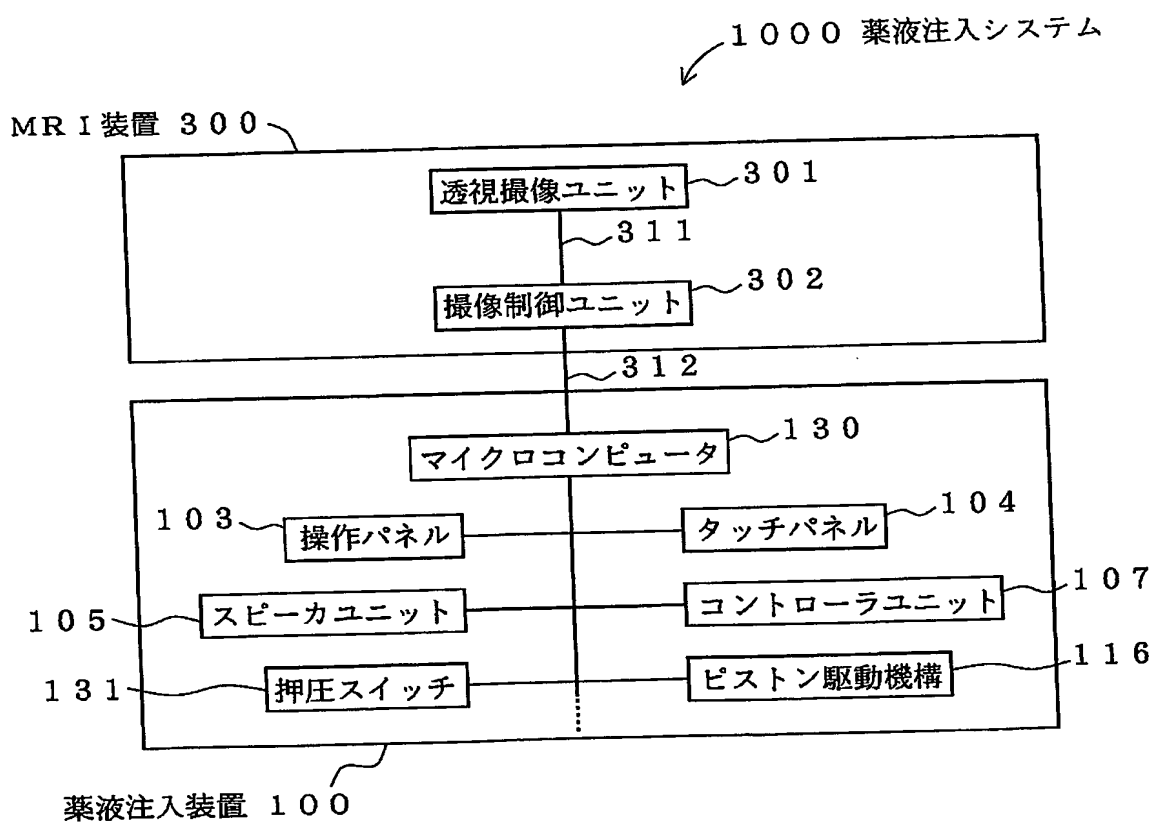 １０００ 薬液注入システム
ＭＲＩ装置 ３００
透視撮像ユニット
３０１
３１１
撮像制御ユニット
３０２
３１２
マイクロコンピュータ
１３０
１０３
操作パネル
タッチパネル
１０４
１０５
スピーカユニット
コントローラユニット
１０７
１３１
押圧スイッチ
ピストン駆動機構
１１６
薬液注入装置 １００